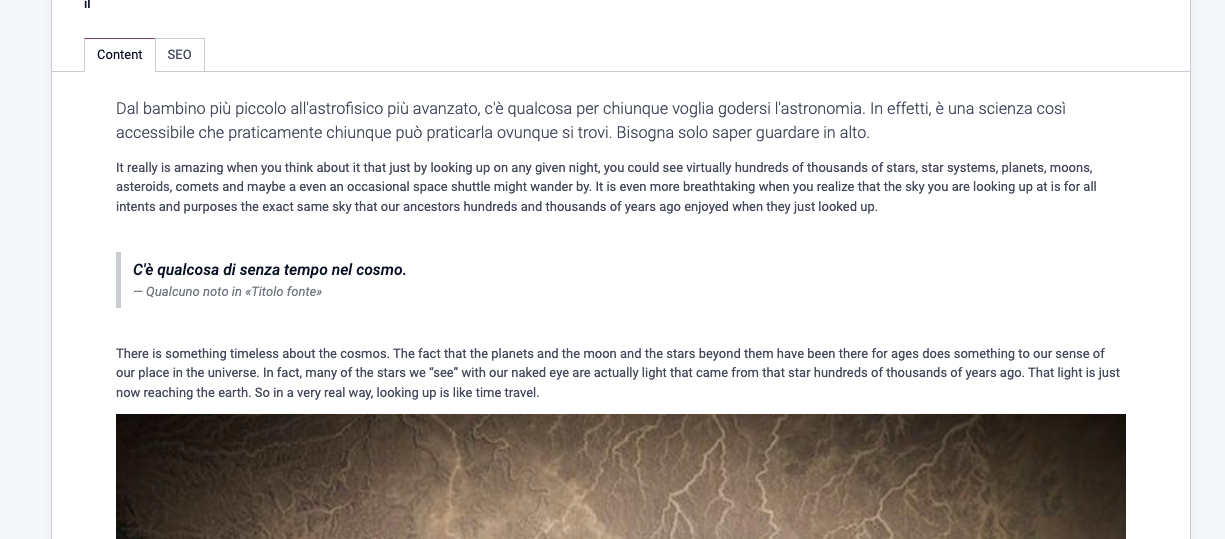 il
Content
SEO
Dal bambino più piccolo all'astrofisico più avanzato, c'è qualcosa per chiunque voglia godersi l'astronomia. In effetti, è una scienza così
accessibile che praticamente chiunque può praticarla ovunque si trovi. Bisogna solo saper guardare in alto.
It really is amazing when you think about it that just by looking up on any given night, you could see virtually hundreds of thousands of stars, star systems, planets, moons,
asteroids, comets and maybe a even an occasional space shuttle might wander by. It is even more breathtaking when you realize that the sky you are looking up at is for all
intents and purposes the exact same sky that our ancestors hundreds and thousands of years ago enjoyed when they just looked up.
C'è qualcosa di senza tempo nel cosmo.
— Qualcuno noto in «Titolo fonte»
There is something timeless about the cosmos. The fact that the planets and the moon and the stars beyond them have been there for ages does something to our sense of
our place in the universe. In fact, many of the stars we “see” with our naked eye are actually light that came from that star hundreds of thousands of years ago. That light is just
now reaching the earth. So in a very real way, looking up is like time travel.